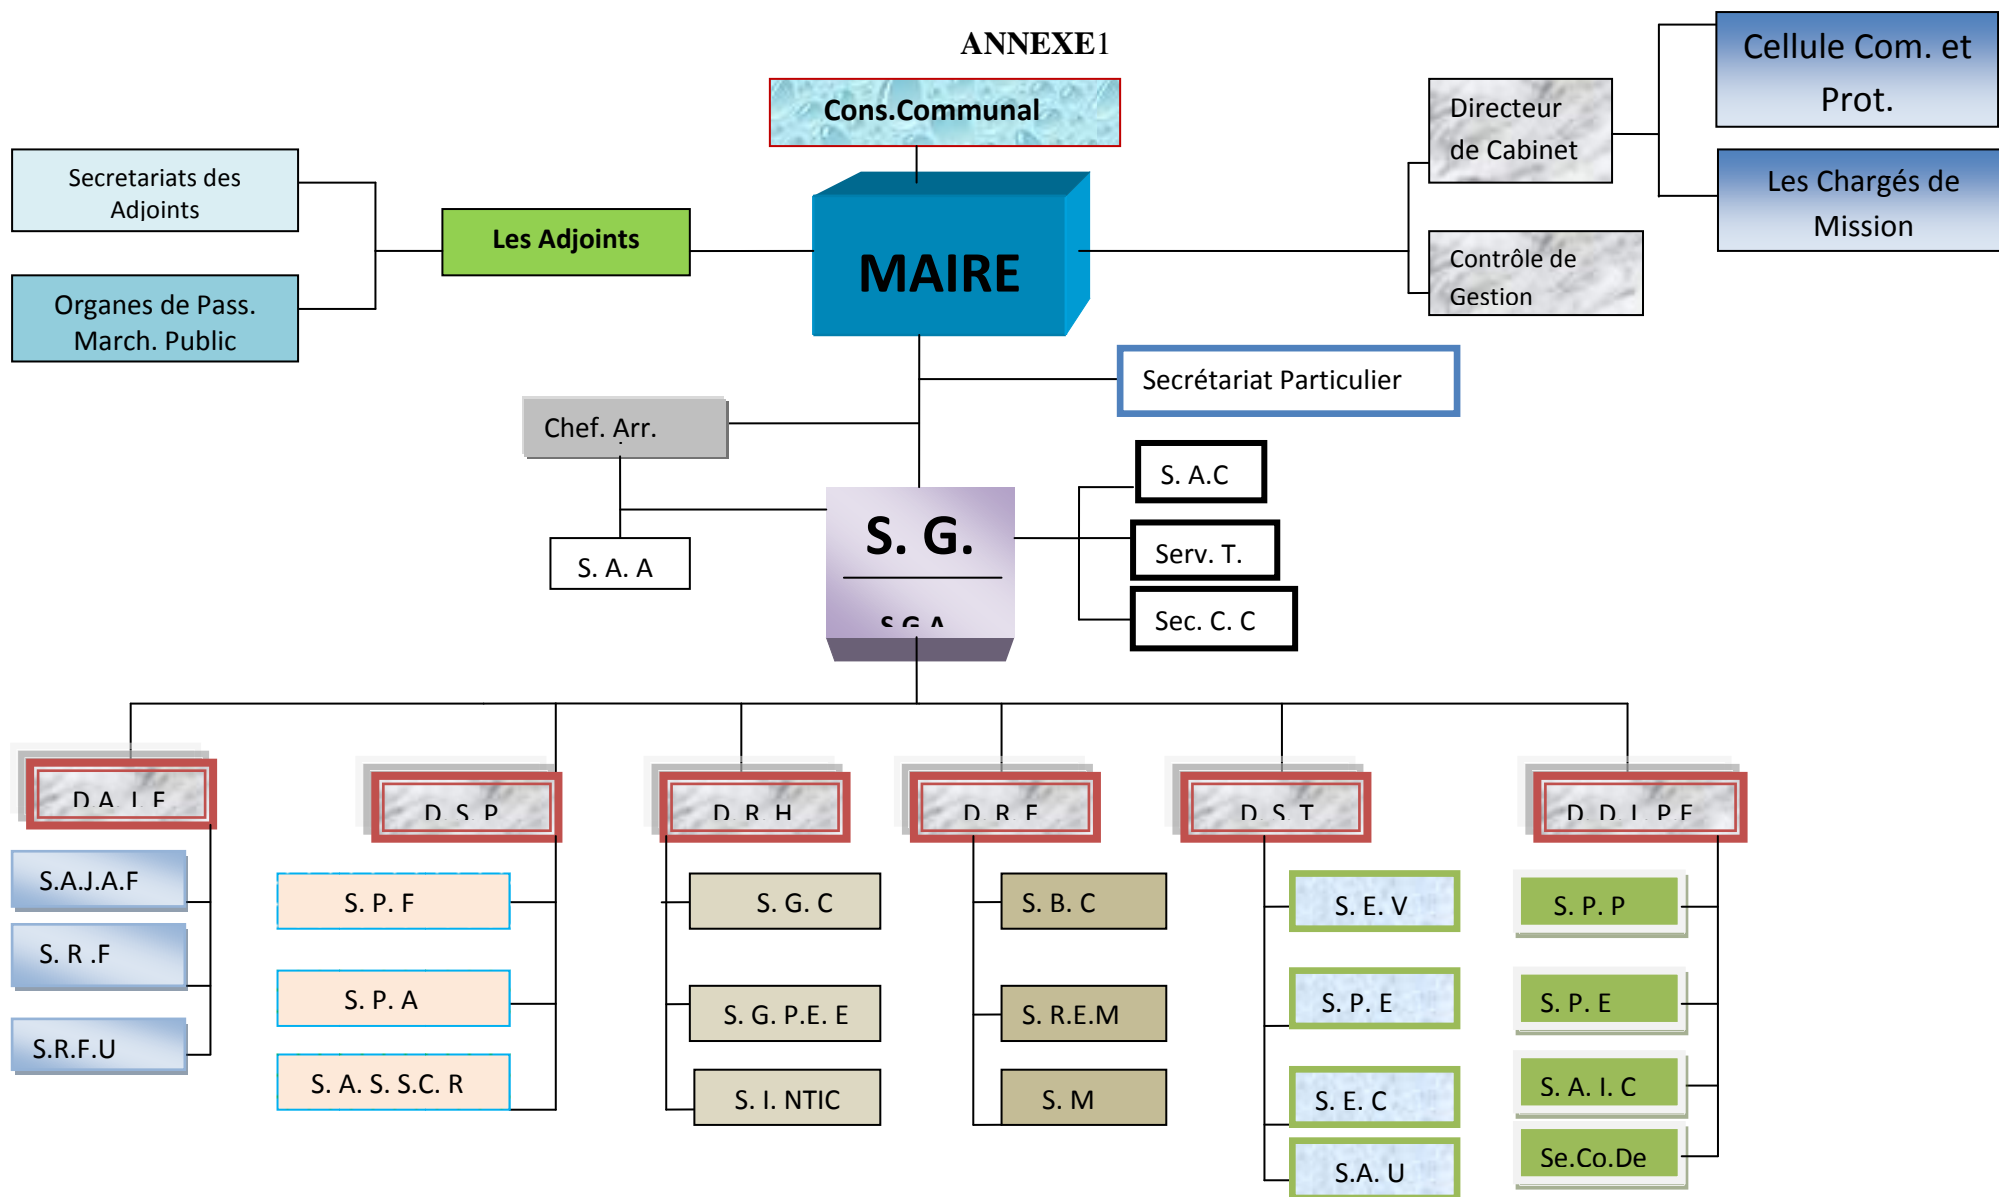 ANNEXE1
Cons.Communal
Cellule Com. et
Prot.
Directeur
de Cabinet
Les Chargés de
Mission
Secretariats des
Adjoints
Les Adjoints
MAIRE
Contrôle de
Gestion
Organes de Pass.
March. Public
Secrétariat Particulier
Chef. Arr.
S. A.C
S. G.
S. A. A
Serv. T.
S.G.A
Sec. C. C
D.S.P
D.R.H
D.S.T
S.A.J.A.F
S. P. F
S. G. C
S. B. C
S. E. V
S. P. P
S. R .F
S. P. A
S. G. P.E. E
S. R.E.M
S. P. E
S. P. E
S.R.F.U
S. A. S. S.C. R
S. I. NTIC
S. M
S. E. C
S. A. I. C
S.A. U
Se.Co.De